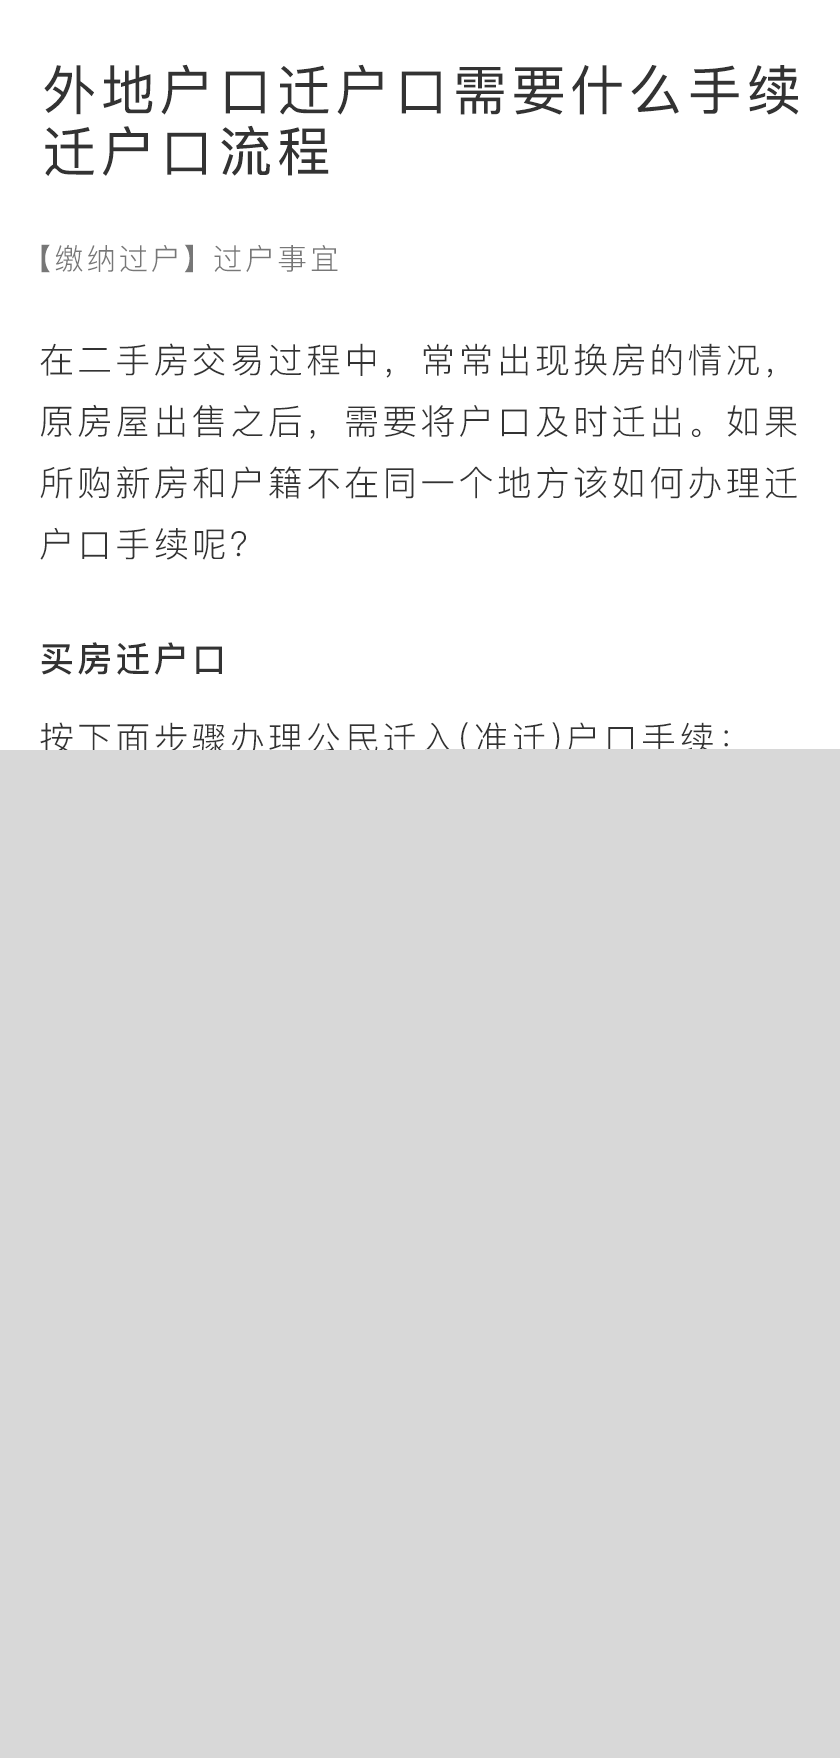 外地户口迁户口需要什么手续
迁户口流程
【缴纳过户】过户事宜
在二手房交易过程中，常常出现换房的情况，
原房屋出售之后，需要将户口及时迁出。如果
所购新房和户籍不在同一个地方该如何办理迁
户口手续呢？
买房迁户口
按下面步骤办理公民迁入(准迁)户口手续：